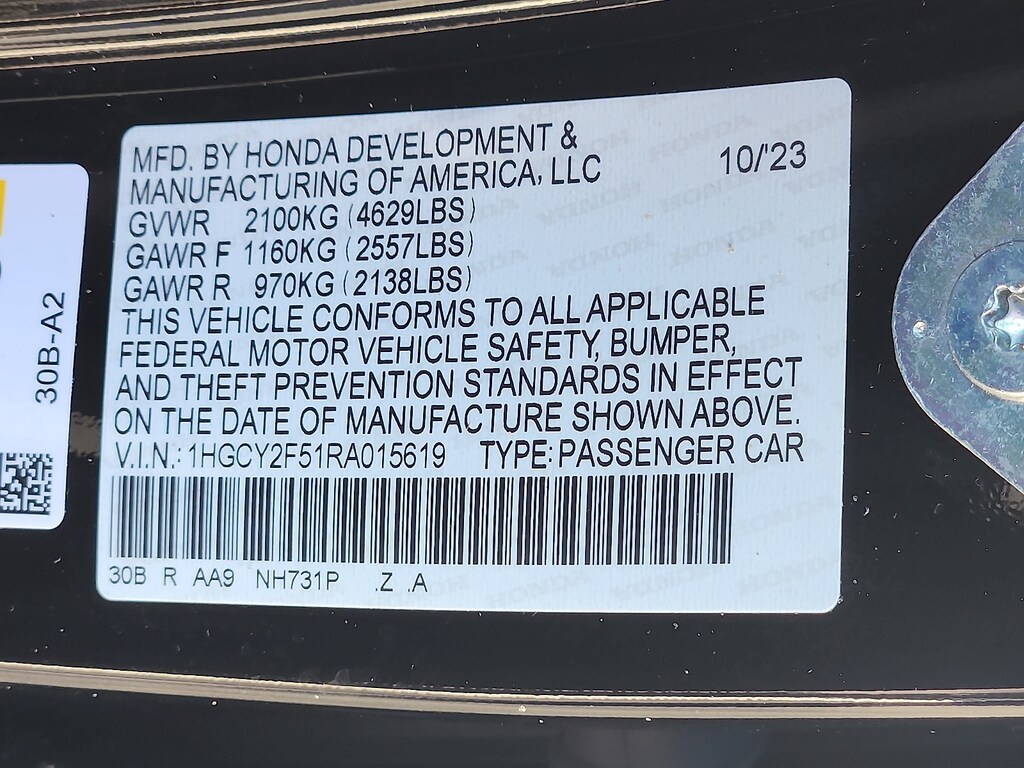 MFD. BY HONDA DEVELOPMENT &
MANUFACTURING OF AMERICA, LLC 10/'23
GVWR 2100KG (4629LBS)
GAWR F 1160KG (2557LBS)
GAWR R 970KG (2138LBS)
THIS VEHICLE CONFORMS TO ALL APPLICABLE
FEDERAL MOTOR VEHICLE SAFETY, BUMPER,
AND THEFT PREVENTION STANDARDS IN EFFECT
ON THE DATE OF MANUFACTURE SHOWN ABOVE.
V.I.N.: 1HGCY2F51RA015619 TYPE: PASSENGER CAR
30B R AA9 NH731P .Z .A
30B-A2